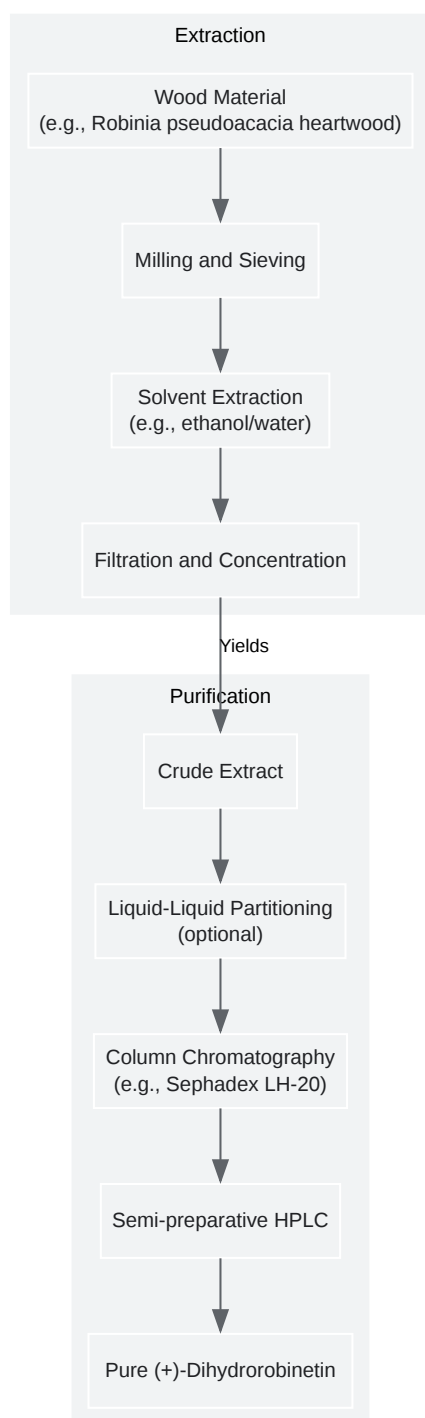 Extraction
Wood Material
(e.g., Robinia pseudoacacia heartwood)
Milling and Sieving
Solvent Extraction
(e.g., ethanol/water)
Filtration and Concentration
Yields
Purification
Crude Extract
Liquid-Liquid Partitioning
(optional)
Column Chromatography
(e.g., Sephadex LH-20)
Semi-preparative HPLC
Pure (+)-Dihydrorobinetin